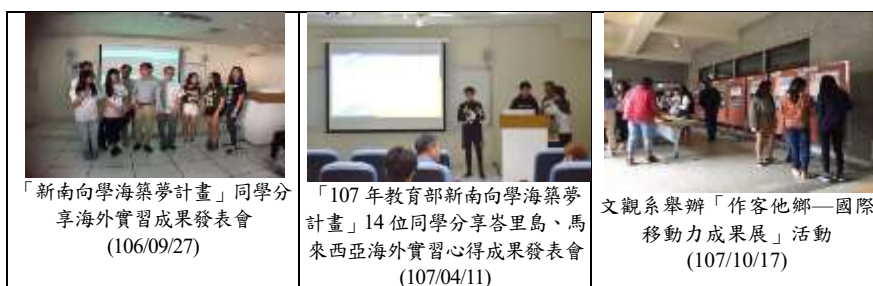 「新南向學海築夢計畫」同學分
享海外實習成果發表會
(106/09/27)
「107 年教育部新南向學海築夢
計畫」14 位同學分享峇里島、馬
來西亞海外實習心得成果發表會
(107/04/11)
文觀系舉辦「作客他鄉—國際
移動力成果展」活動
(107/10/17)